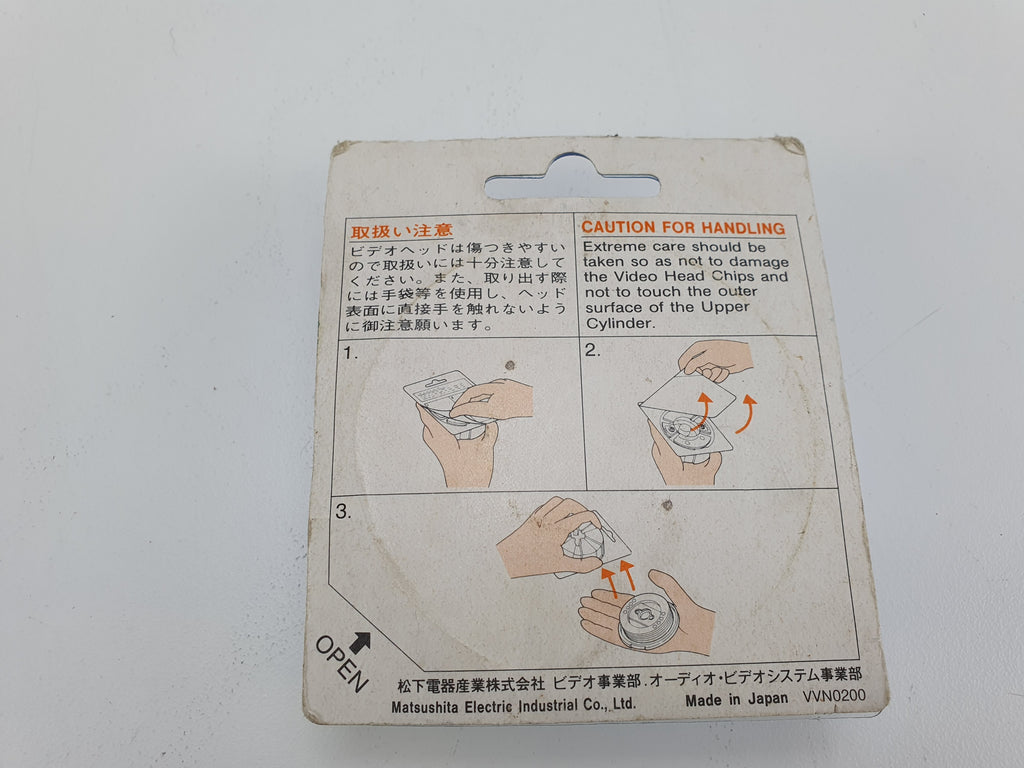 取扱い注意
ビデオヘッドは傷つきやすい
ので取扱いには十分注意して
ください。また、取り出す際
には手袋等を使用し、ヘッド
表面に直接手を触れないよう
に御注意願います。
CAUTION FOR HANDLING
Extreme care should be
taken so as not to damage
the Video Head Chips and
not to touch the outer
surface of the Upper
Cylinder.
1.
2.
3.
OPEN
松下電器産業株式会社 ビデオ事業部.オーディオ・ビデオシステム事業部
Matsushita Electric Industrial Co., Ltd.
Made in Japan VVN0200